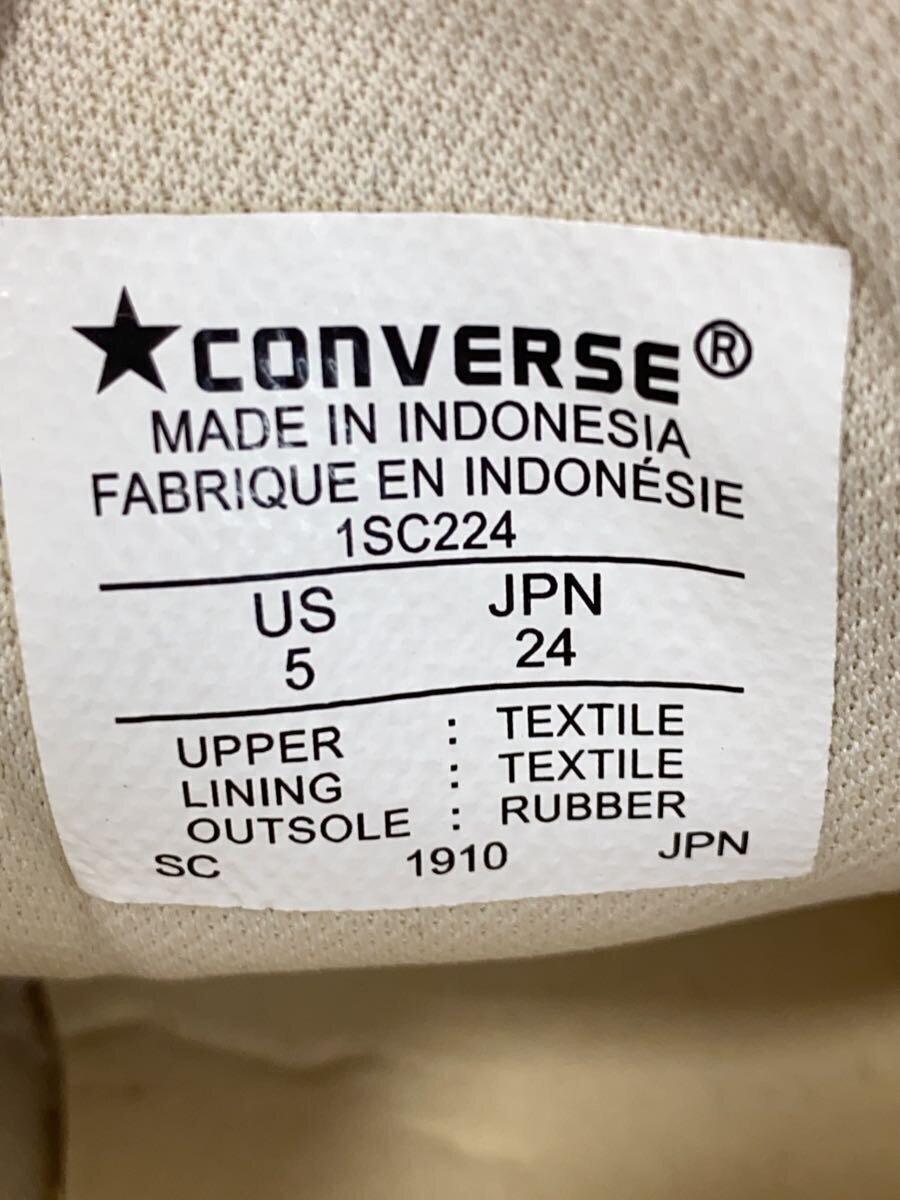 ★CONVERSE®
MADE IN INDONESIA
FABRIQUE EN INDONÉSIE
1SC224
US JPN
5 24
UPPER : TEXTILE
LINING : TEXTILE
OUTSOLE : RUBBER
SC 1910 JPN